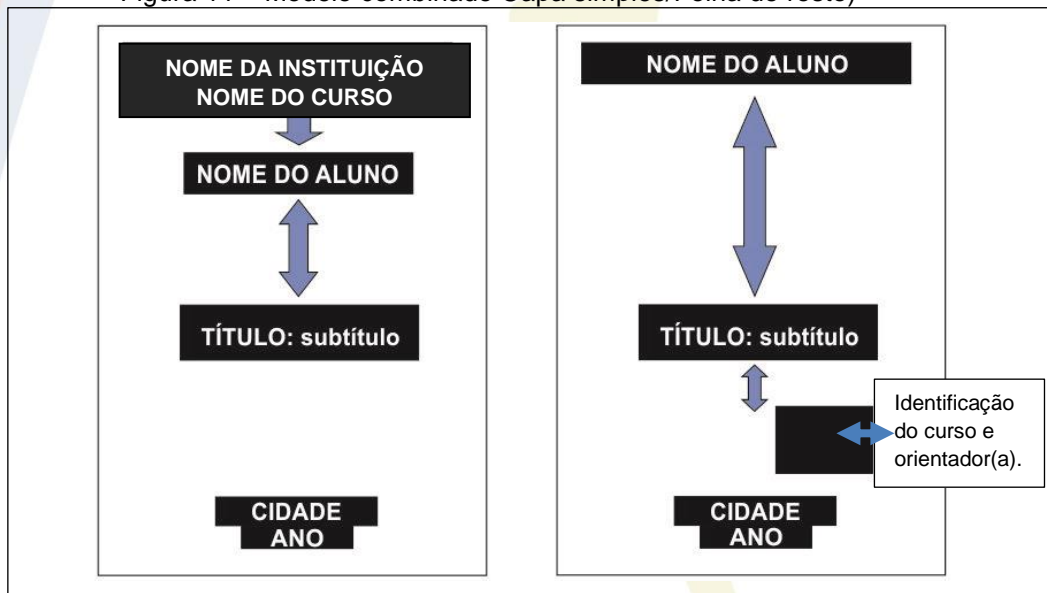 NOME DA INSTITUIÇÃO
NOME DO CURSO
NOME DO ALUNO
TÍTULO: subtítulo
CIDADE
ANO
NOME DO ALUNO
TÍTULO: subtítulo
Identificação
do curso e
orientador(a).
CIDADE
ANO